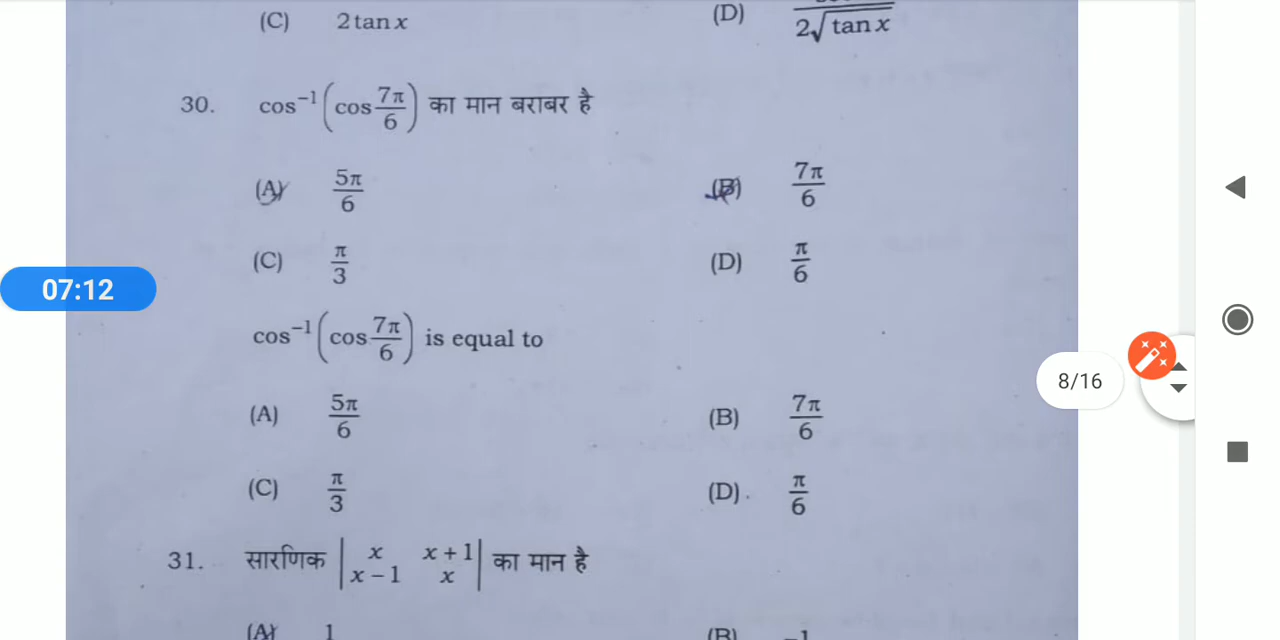 (C) 2 tan x (D) 2√tan x
30. cos⁻¹(cos 7π/6) का मान बराबर है
(A) 5π/6 (B) 7π/6
(C) π/3 (D) π/6
07:12
cos⁻¹(cos 7π/6) is equal to
8/16
(A) 5π/6 (B) 7π/6
(C) π/3 (D). π/6
31. सारणिक |x x + 1| का मान है
|x – 1 x|
(A) 1 (B) –1